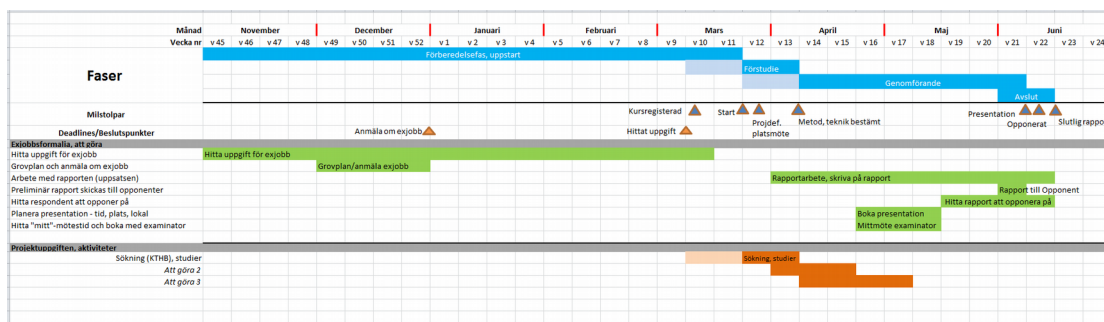 Månad November December Januari Februari Mars April Maj Juni
Vecka nr v 45 v 46 v 47 v 48 v 49 v 50 v 51 v 52 v 1 v 2 v 3 v 4 v 5 v 6 v 7 v 8 v 9 v 10 v 11 v 12 v 13 v 14 v 15 v 16 v 17 v 18 v 19 v 20 v 21 v 22 v 23 v 24
Förberedelsefas, uppstart
Faser
Förstudie
Genomförande
Avslut
Milstolpar
Kursregistrerad
Start
Projdef.
platsmöte
Metod, teknik bestämt
Presentation
Opponerat
Slutlig rapport
Deadlines/Beslutspunkter
Anmäla om exjobb
Hittat uppgift
Exjobbsformalia, att göra
Hitta uppgift för exjobb Hitta uppgift för exjobb
Grovplan och anmäla om exjobb Grovplan/anmäla exjobb
Arbete med rapporten (uppsatsen) Rapportarbete, skriva på rapport
Preliminär rapport skickas till opponenter Rapport till Opponent
Hitta respondent att opponer på Hitta rapport att opponera på
Planera presentation - tid, plats, lokal Boka presentation
Hitta "mitt"-mötestid och boka med examinator Mittmöte examinator
Projektuppgiften, aktiviteter
Sökning (KTHB), studier Sökning, studier
Att göra 2
Att göra 3